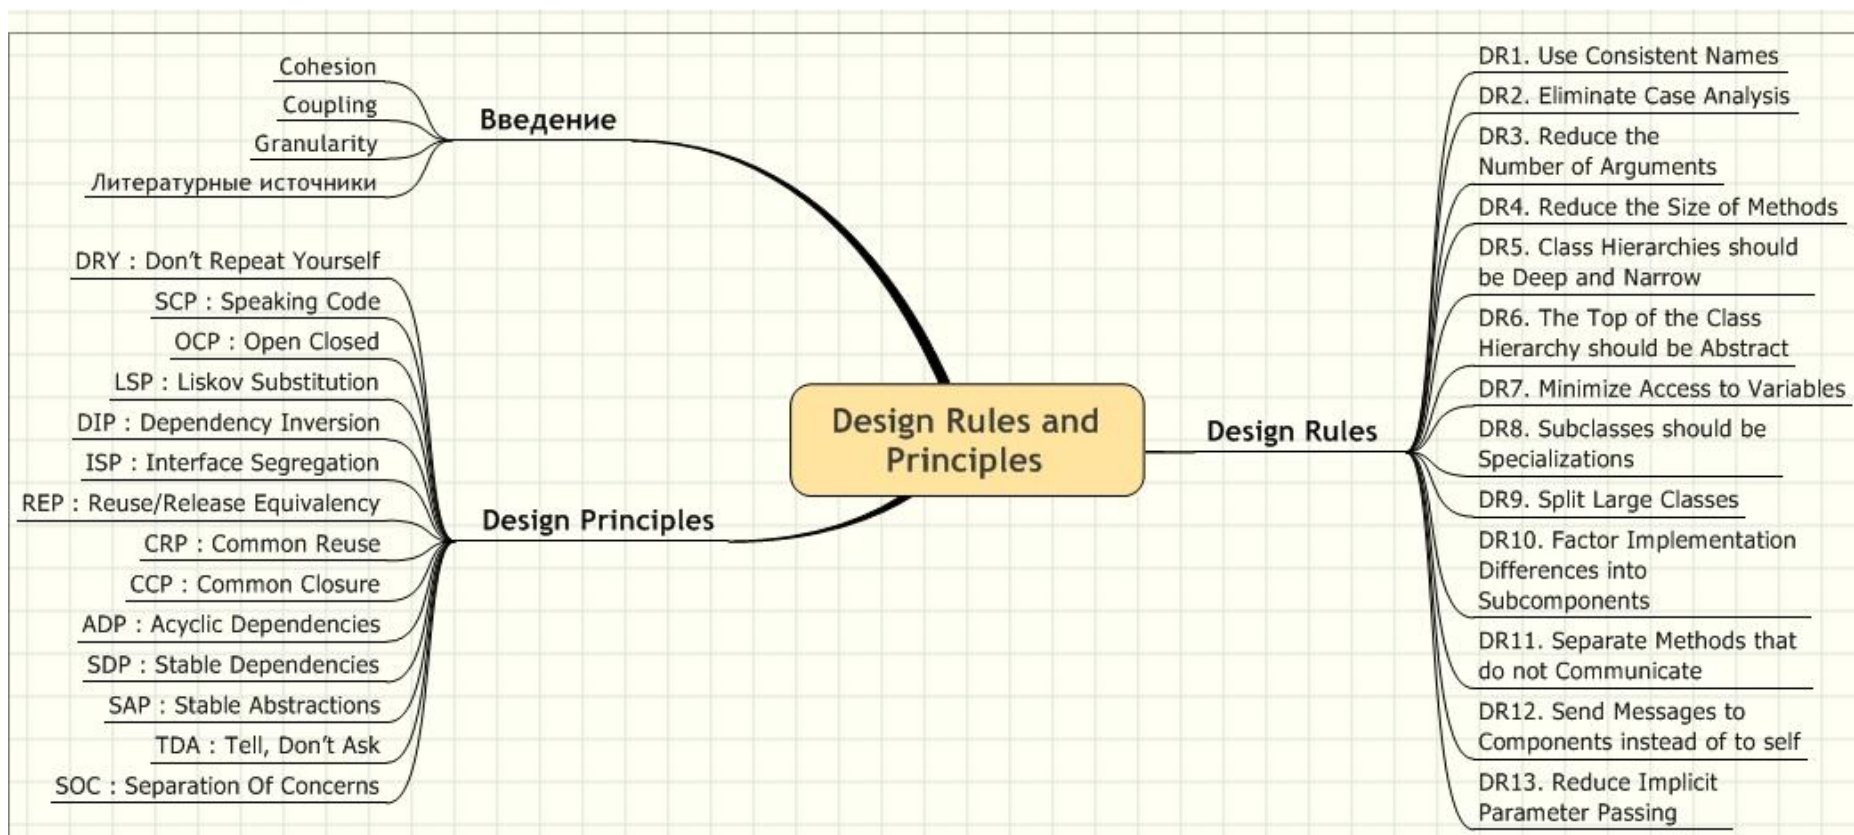 Cohesion
Coupling
Granularity
Литературные источники
Введение
DRY : Don't Repeat Yourself
SCP : Speaking Code
OCP : Open Closed
LSP : Liskov Substitution
DIP : Dependency Inversion
ISP : Interface Segregation
REP : Reuse/Release Equivalency
CRP : Common Reuse
CCP : Common Closure
ADP : Acyclic Dependencies
SDP : Stable Dependencies
SAP : Stable Abstractions
TDA : Tell, Don't Ask
SOC : Separation Of Concerns
Design Principles
Design Rules and
Principles
Design Rules
DR1. Use Consistent Names
DR2. Eliminate Case Analysis
DR3. Reduce the
Number of Arguments
DR4. Reduce the Size of Methods
DR5. Class Hierarchies should
be Deep and Narrow
DR6. The Top of the Class
Hierarchy should be Abstract
DR7. Minimize Access to Variables
DR8. Subclasses should be
Specializations
DR9. Split Large Classes
DR10. Factor Implementation
Differences into
Subcomponents
DR11. Separate Methods that
do not Communicate
DR12. Send Messages to
Components instead of to self
DR13. Reduce Implicit
Parameter Passing